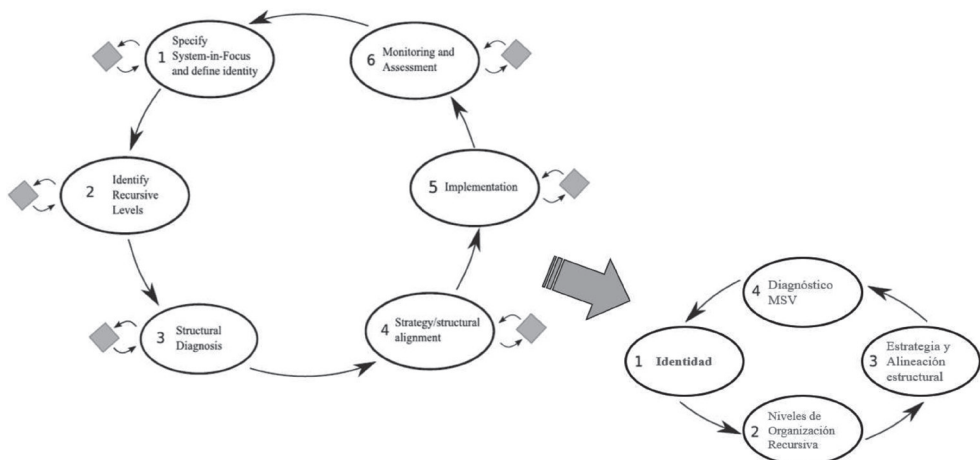 1 Specify
System-in-Focus
and define identity
2 Identify
Recursive
Levels
3 Structural
Diagnosis
4 Strategy/structural
alignment
5 Implementation
6 Monitoring and
Assessment
1 Identidad
2 Niveles de
Organización
Recursiva
3 Estrategia y
Alineación
estructural
4 Diagnóstico
MSV